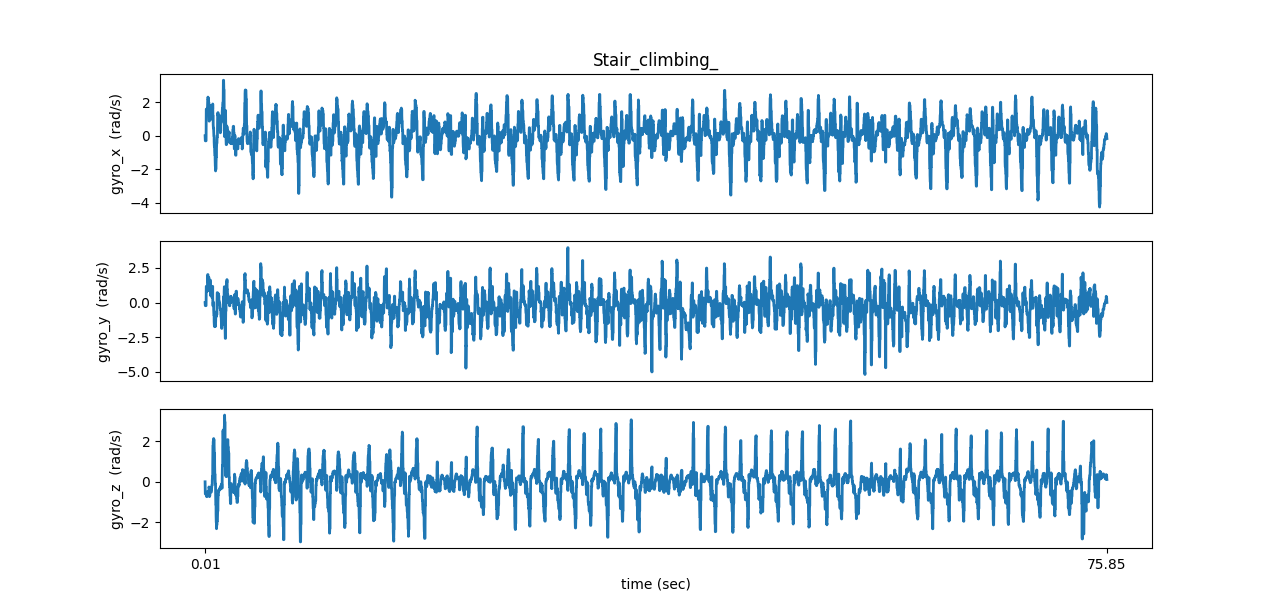 Stair_climbing_
gyro_x (rad/s)
2
0
−2
−4
gyro_y (rad/s)
2.5
0.0
−2.5
−5.0
gyro_z (rad/s)
2
0
−2
0.01
75.85
time (sec)